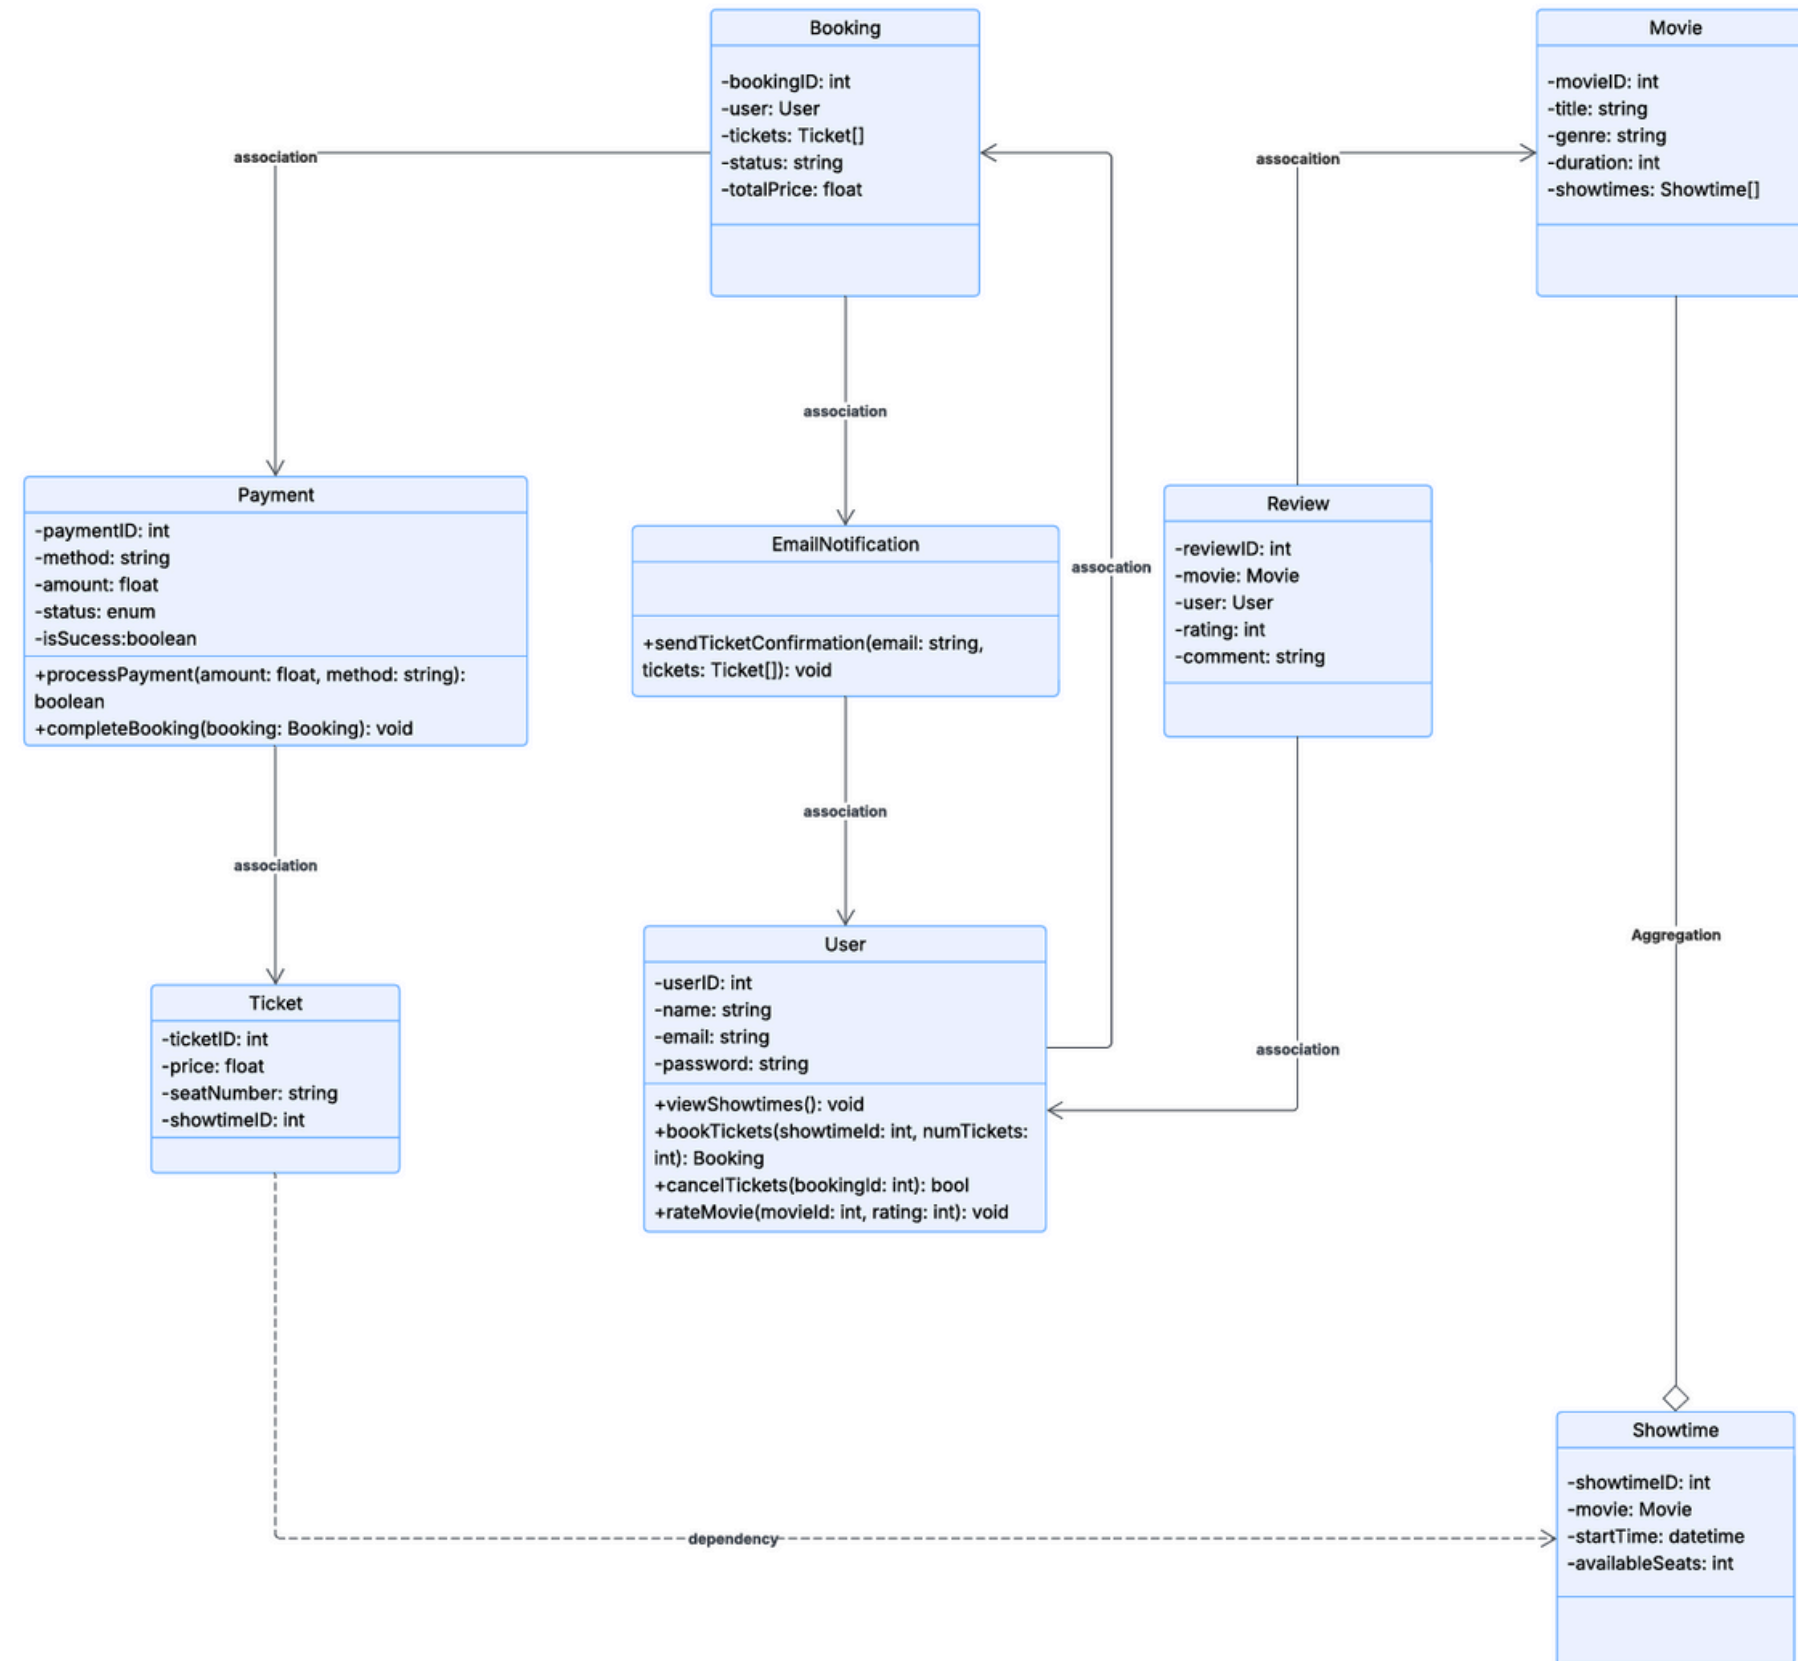 Booking
-bookingID: int
-user: User
-tickets: Ticket[]
-status: string
-totalPrice: float
Movie
-movieID: int
-title: string
-genre: string
-duration: int
-showtimes: Showtime[]
association
assocaition
association
Payment
-paymentID: int
-method: string
-amount: float
-status: enum
-isSucess:boolean
+processPayment(amount: float, method: string):
boolean
+completeBooking(booking: Booking): void
EmailNotification
+sendTicketConfirmation(email: string,
tickets: Ticket[]): void
assocation
Review
-reviewID: int
-movie: Movie
-user: User
-rating: int
-comment: string
association
association
Aggregation
Ticket
-ticketID: int
-price: float
-seatNumber: string
-showtimeID: int
User
-userID: int
-name: string
-email: string
-password: string
+viewShowtimes(): void
+bookTickets(showtimeId: int, numTickets:
int): Booking
+cancelTickets(bookingId: int): bool
+rateMovie(movieId: int, rating: int): void
association
Showtime
-showtimeID: int
-movie: Movie
-startTime: datetime
-availableSeats: int
dependency